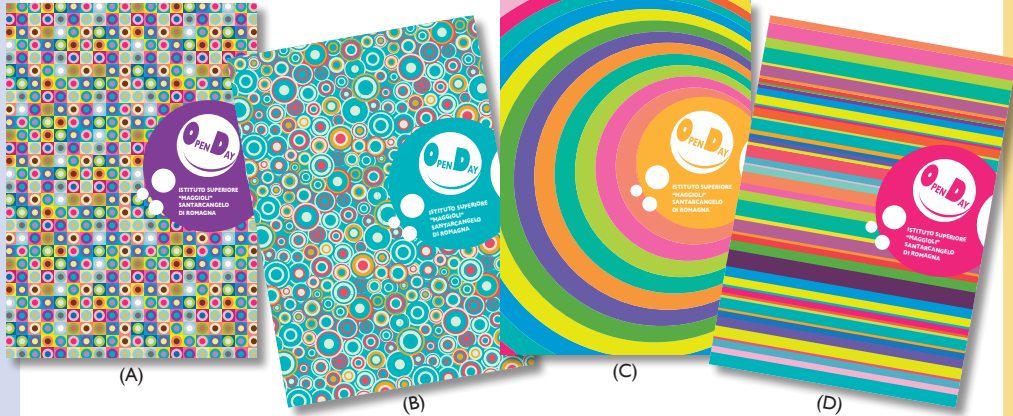 OPEN DAY
ISTITUTO SUPERIORE
"MAGGIOLI"
SANTARCANGELO
DI ROMAGNA
(A)
OPEN DAY
ISTITUTO SUPERIORE
"MAGGIOLI"
SANTARCANGELO
DI ROMAGNA
(B)
OPEN DAY
ISTITUTO SUPERIORE
"MAGGIOLI"
SANTARCANGELO
DI ROMAGNA
(C)
OPEN DAY
ISTITUTO SUPERIORE
"MAGGIOLI"
SANTARCANGELO
DI ROMAGNA
(D)